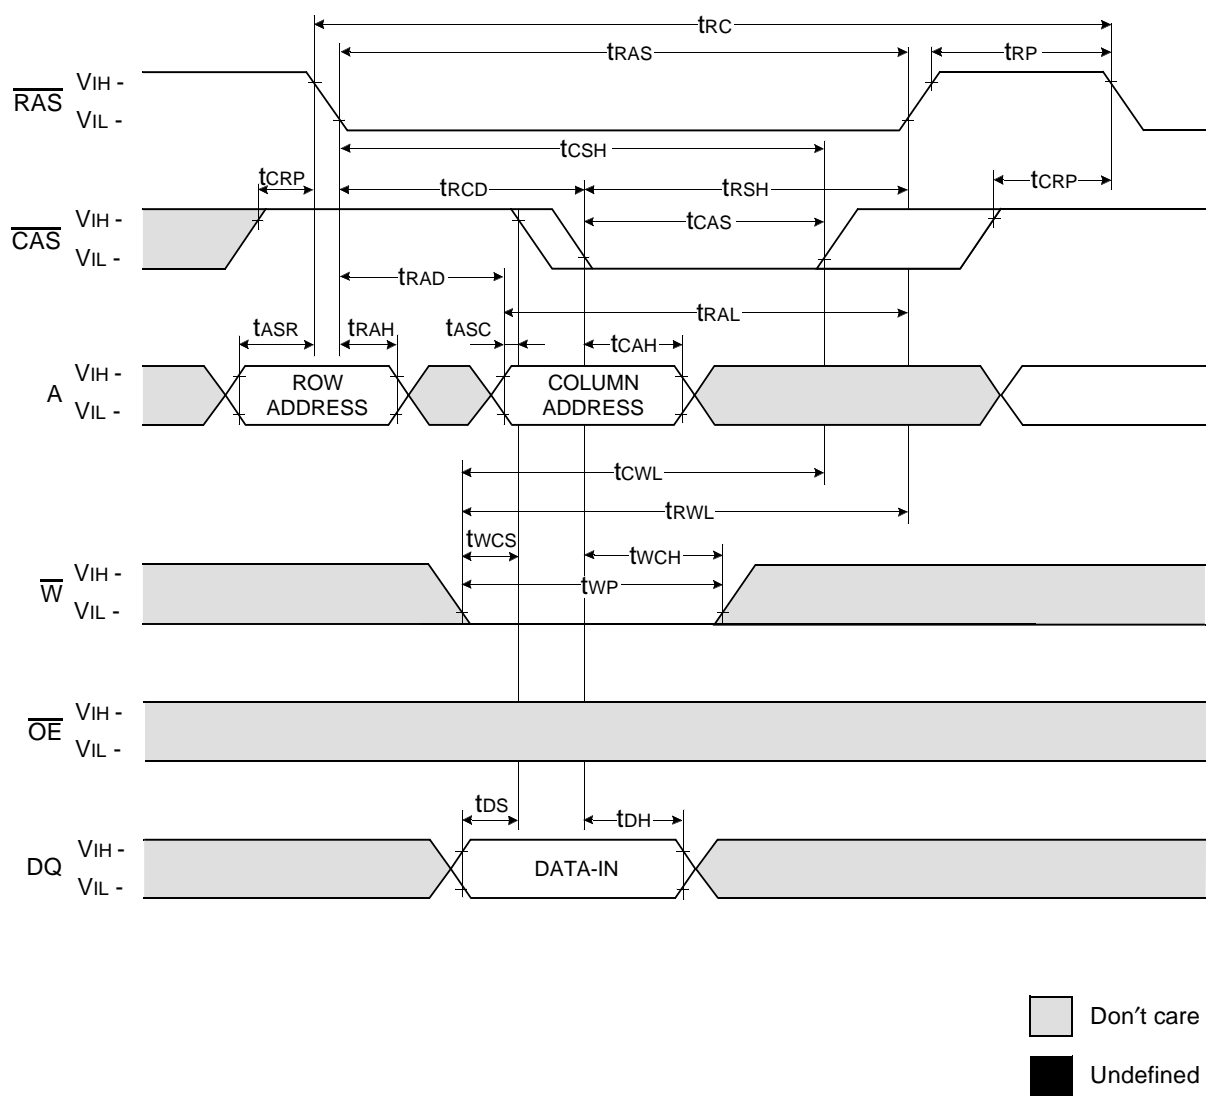 tRC
tRAS
tRP
RAS
VIH -
VIL -
tCSH
tCRP
tRCD
tRSH
tCRP
CAS
VIH -
VIL -
tCAS
tRAD
tRAL
tASR
tRAH
tASC
tCAH
A
VIH -
VIL -
ROW
ADDRESS
COLUMN
ADDRESS
tCWL
tRWL
tWCS
tWCH
W
VIH -
VIL -
tWP
OE
VIH -
VIL -
tDS
tDH
DQ
VIH -
VIL -
DATA-IN
Don′t care
Undefined